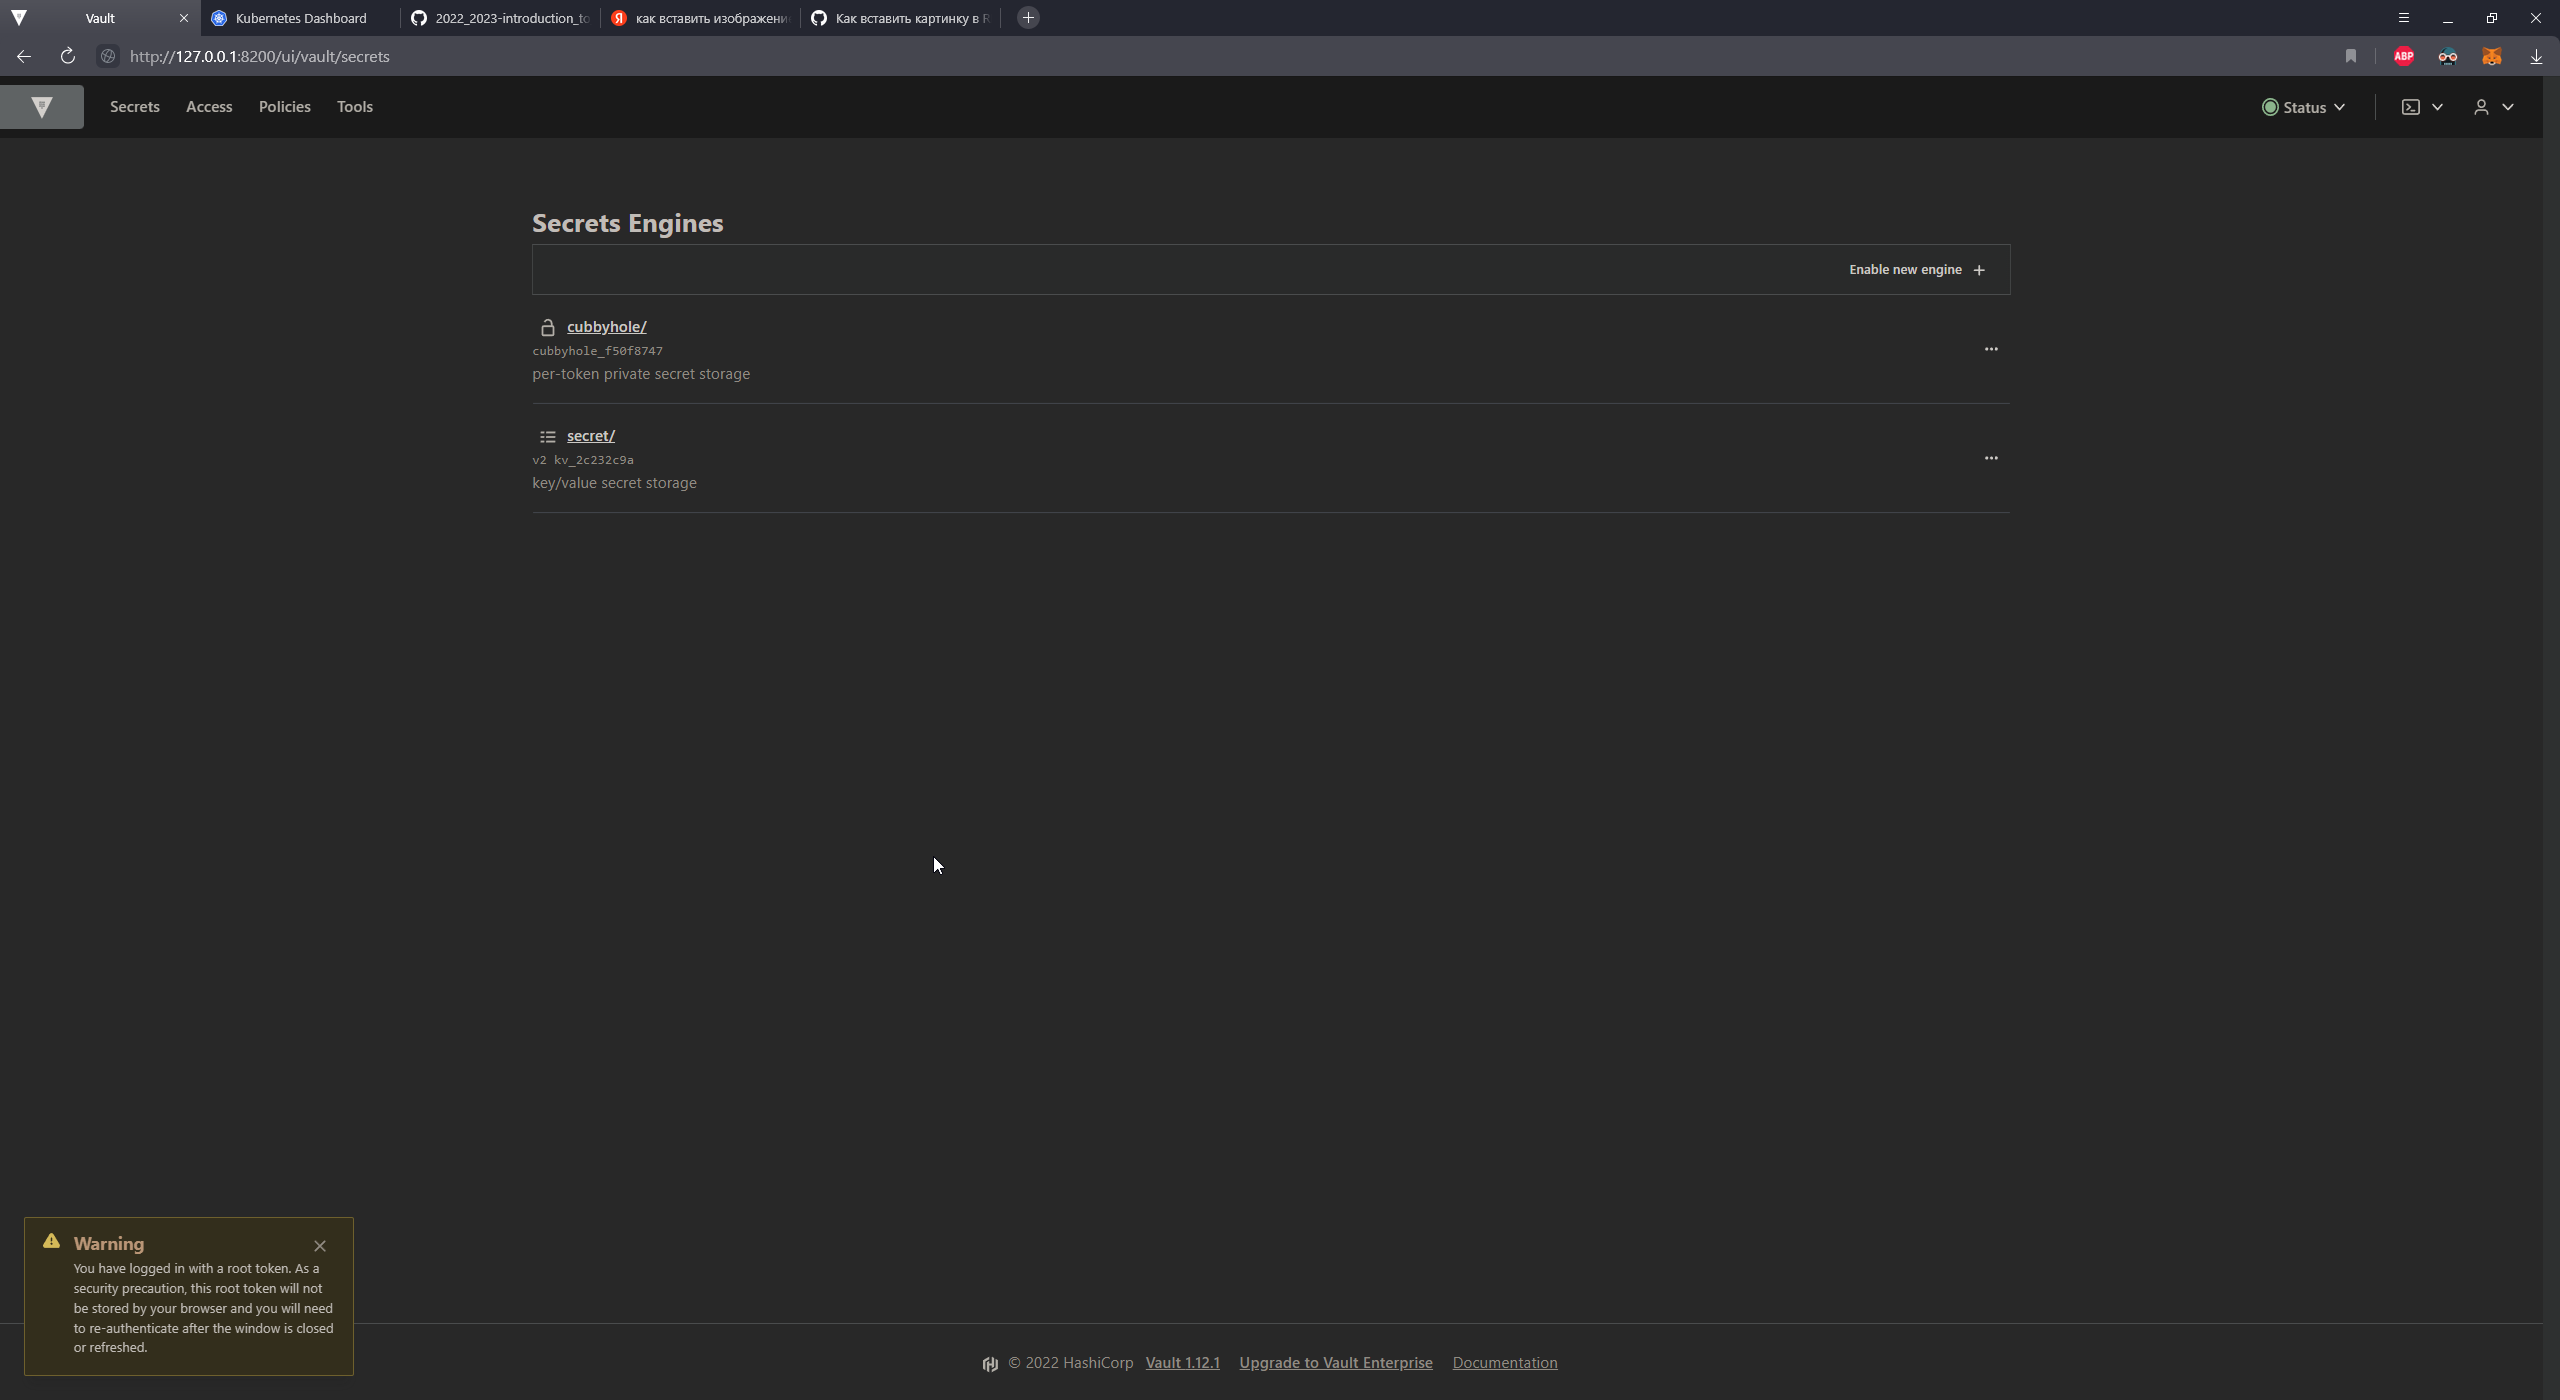 Vault
Kubernetes Dashboard
2022_2023-introduction_to
как вставить изображени
Как вставить картинку в R
http://127.0.0.1:8200/ui/vault/secrets
ABP
Secrets
Access
Policies
Tools
Status
Secrets Engines
Enable new engine
cubbyhole/
cubbyhole_f50f8747
per-token private secret storage
secret/
v2 kv_2c232c9a
key/value secret storage
Warning
You have logged in with a root token. As a
security precaution, this root token will not
be stored by your browser and you will need
to re-authenticate after the window is closed
or refreshed.
© 2022 HashiCorp Vault 1.12.1 Upgrade to Vault Enterprise Documentation